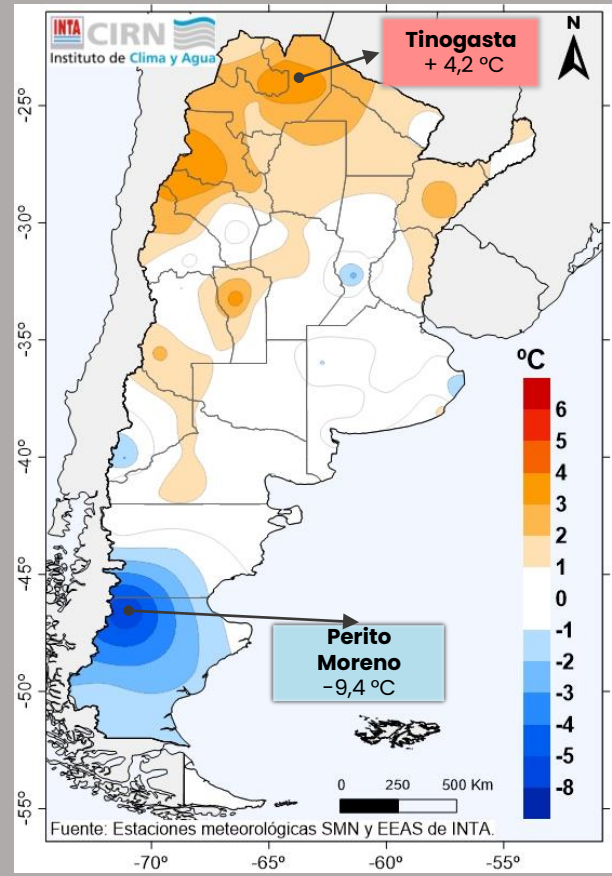 INTA CIRN
Instituto de Clima y Agua
Tinogasta
+ 4,2 ºC
N
-25°
-30°
-35°
-40°
-45°
-50°
-55°
ºC
6
5
4
3
2
1
0
-1
-2
-3
-4
-5
-8
Perito
Moreno
-9,4 ºC
0 250 500 Km
Fuente: Estaciones meteorológicas SMN y EEAS de INTA.
-70° -65° -60° -55°